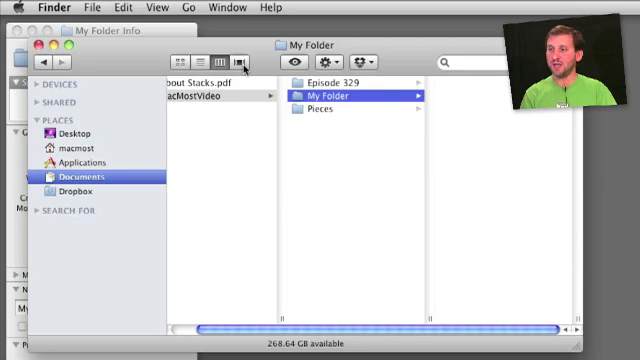 Finder File Edit View Go Window Help
My Folder Info
My Folder
DEVICES
SHARED
PLACES
Desktop
macmost
Applications
Documents
Dropbox
SEARCH FOR
bout Stacks.pdf
acMostVideo
Episode 329
My Folder
Pieces
268.64 GB available